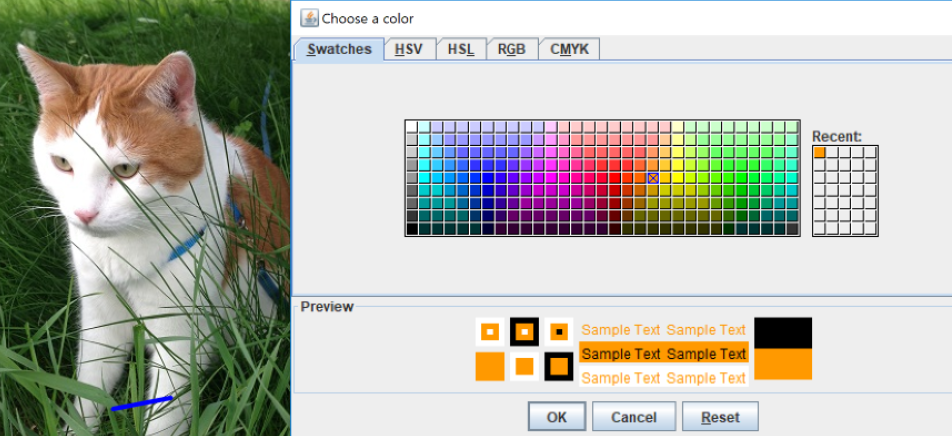 Choose a color
Swatches HSV HSL RGB CMYK
Recent:
Preview
Sample Text Sample Text
Sample Text Sample Text
Sample Text Sample Text
OK Cancel Reset